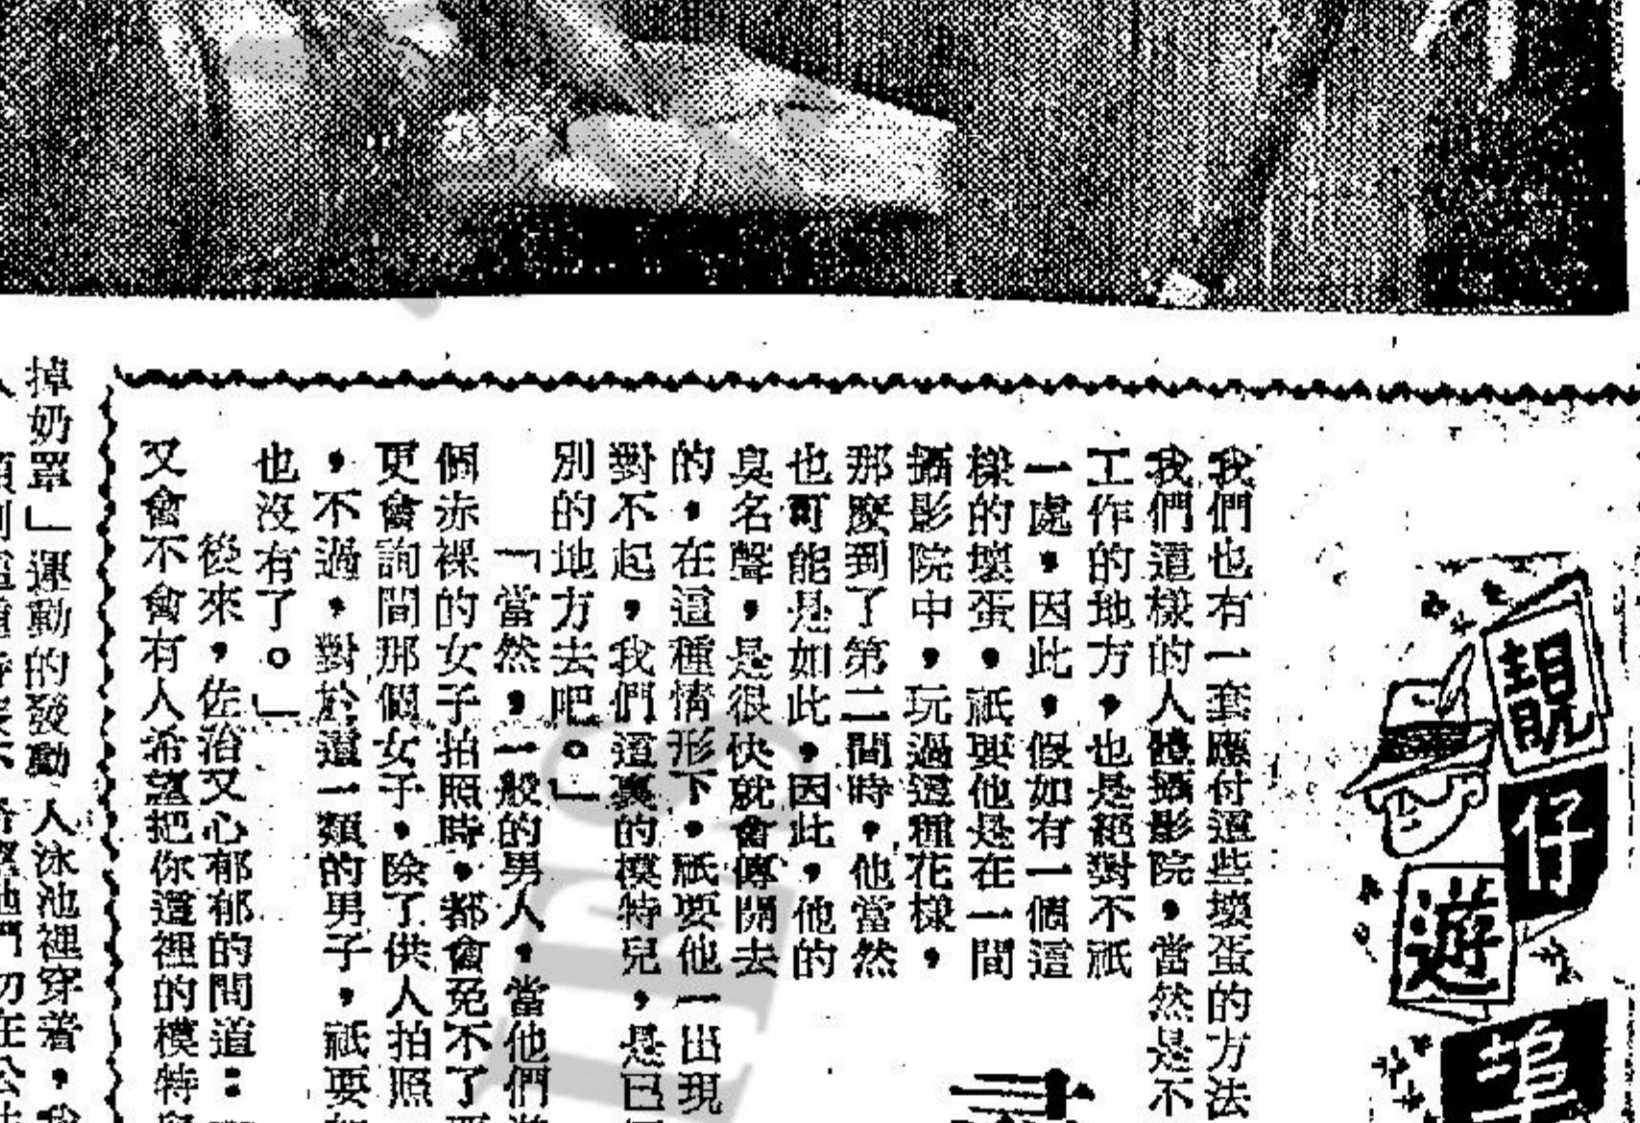 靚仔遊
我們也有一套應付這些壞蛋的方法
我們這樣的人體攝影院，當然是不
工作的地方，也是絕對不祇
一處，因此，假如有一個這
樣的壞蛋，祇要他是在一間
攝影院中，玩過這種花樣，
那麼到了第二間時，他當然
也可能是如此，因此，他的
臭名聲，是很快就會傳開去
的，在這種情形下，祇要他一出現
對不起，我們這裏的模特兒，是已
別的地方去吧。」
「當然，一般的男人，當他們
個赤裸的女子拍照時，都會免不了
更會詢問那個女子，除了供人拍照
，不過，對於這一類的男子，祇要
也沒有了。」
後來，佐治又心郁郁的問道：
又會不會有人希望把你這裡的模特
掉奶罩」運動的發動
人泳池裡穿著，